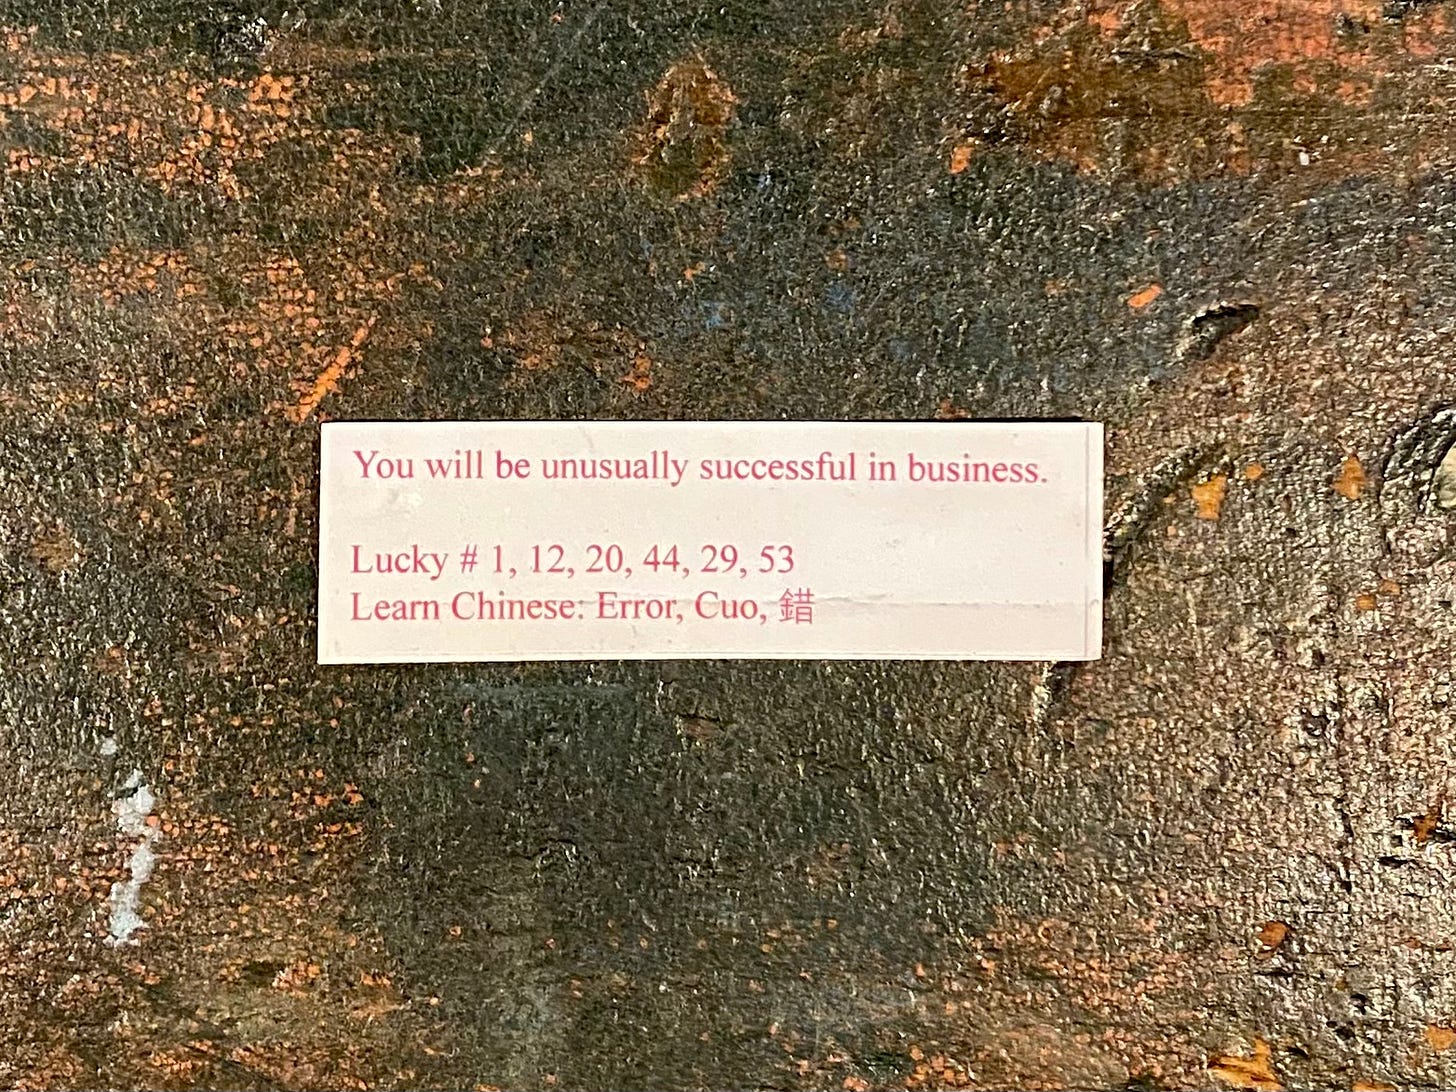 You will be unusually successful in business.
Lucky # 1, 12, 20, 44, 29, 53
Learn Chinese: Error, Cuo, 錯